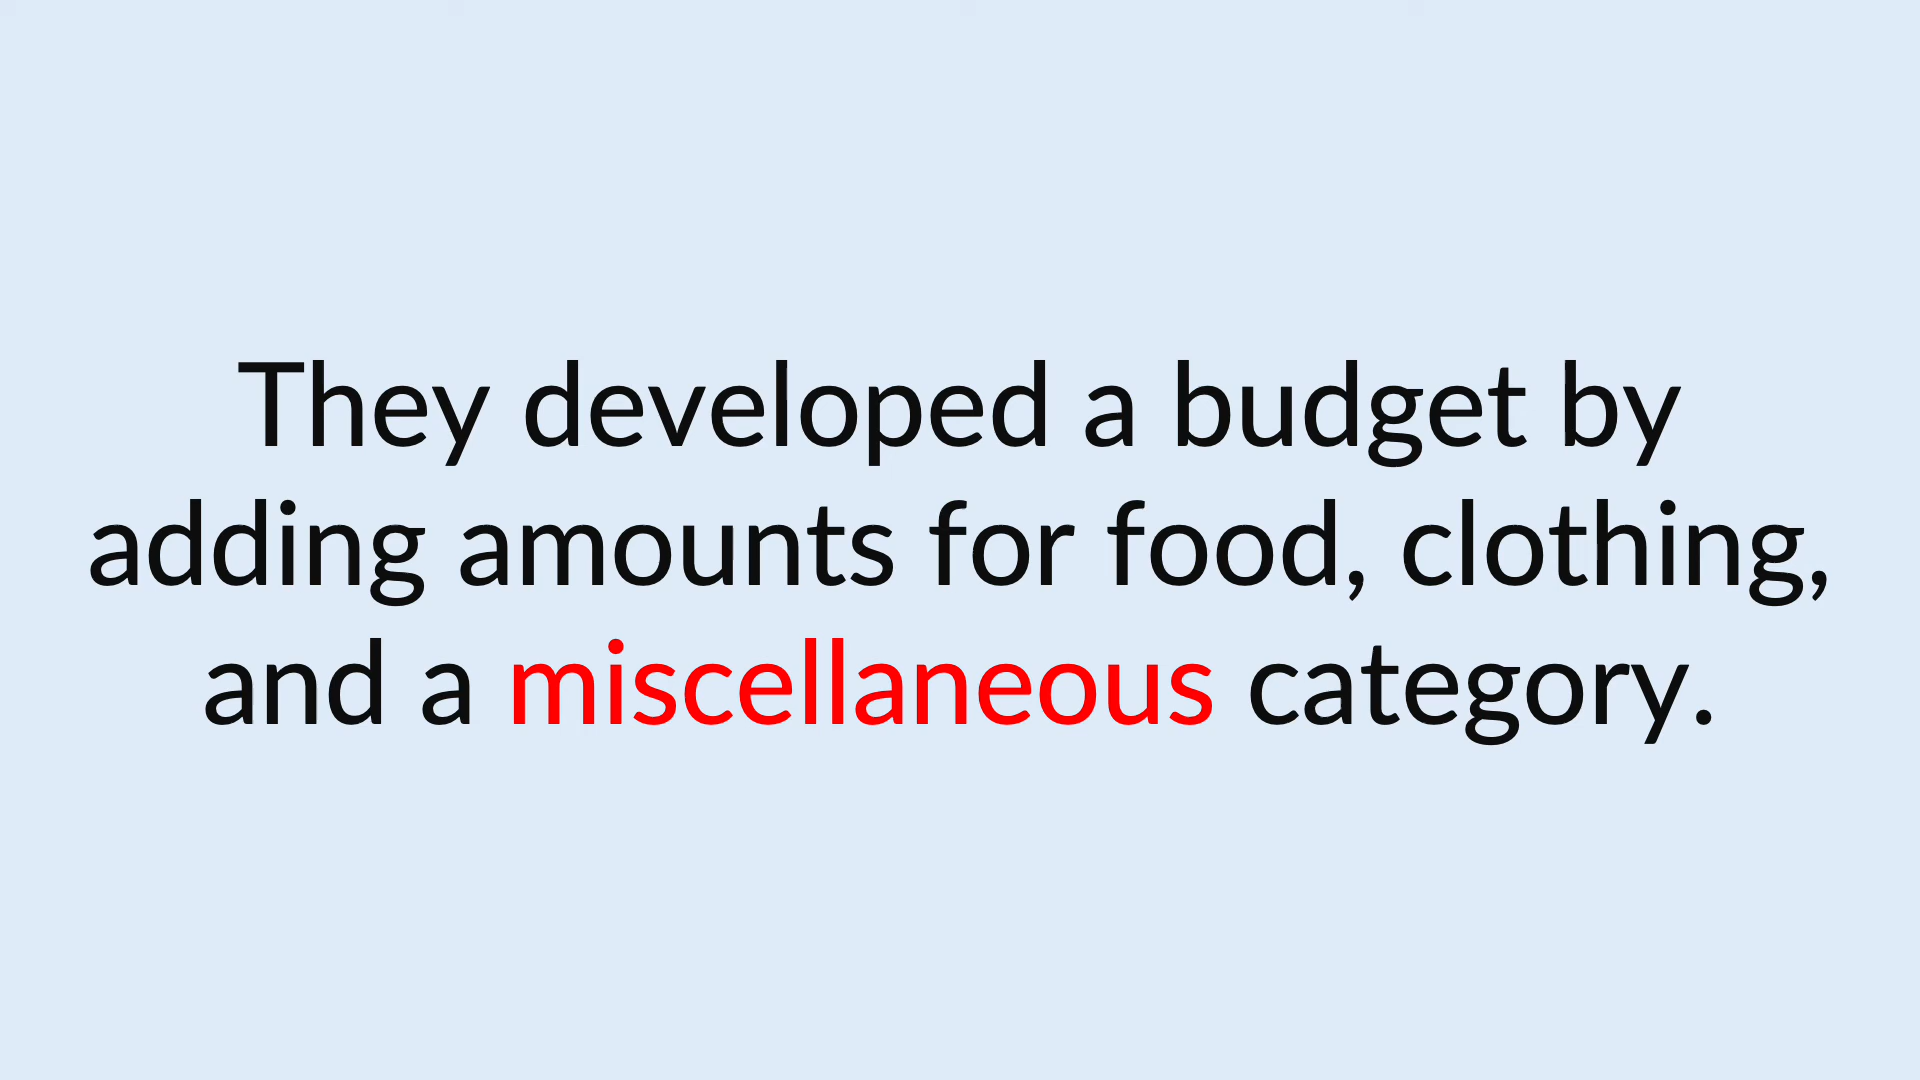 They developed a budget by
adding amounts for food, clothing,
and a miscellaneous category.